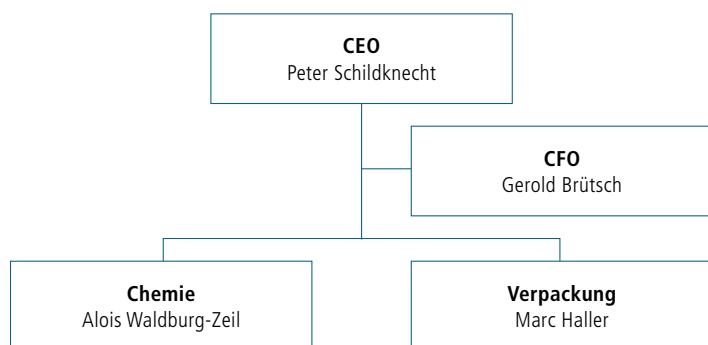 CEO
Peter Schildknecht
CFO
Gerold Brütsch
Chemie
Alois Waldburg-Zeil
Verpackung
Marc Haller